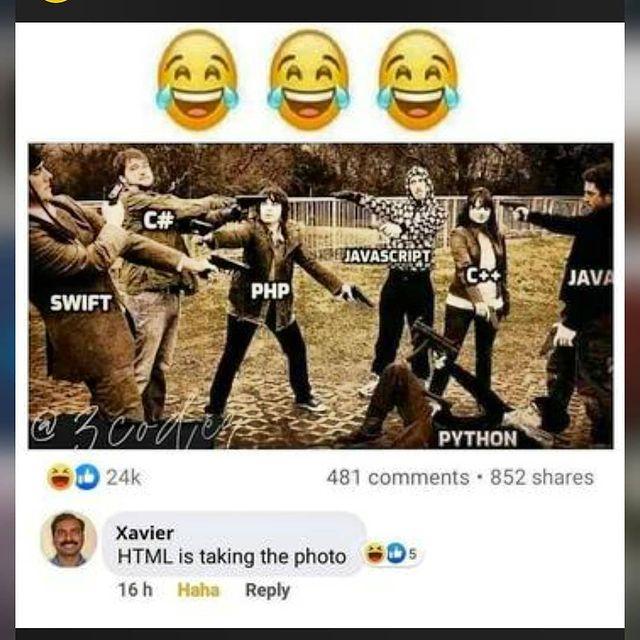 C#
JAVASCRIPT
C++
JAVA
PHP
SWIFT
@3coder
PYTHON
24k
481 comments • 852 shares
Xavier
HTML is taking the photo
5
16 h Haha Reply